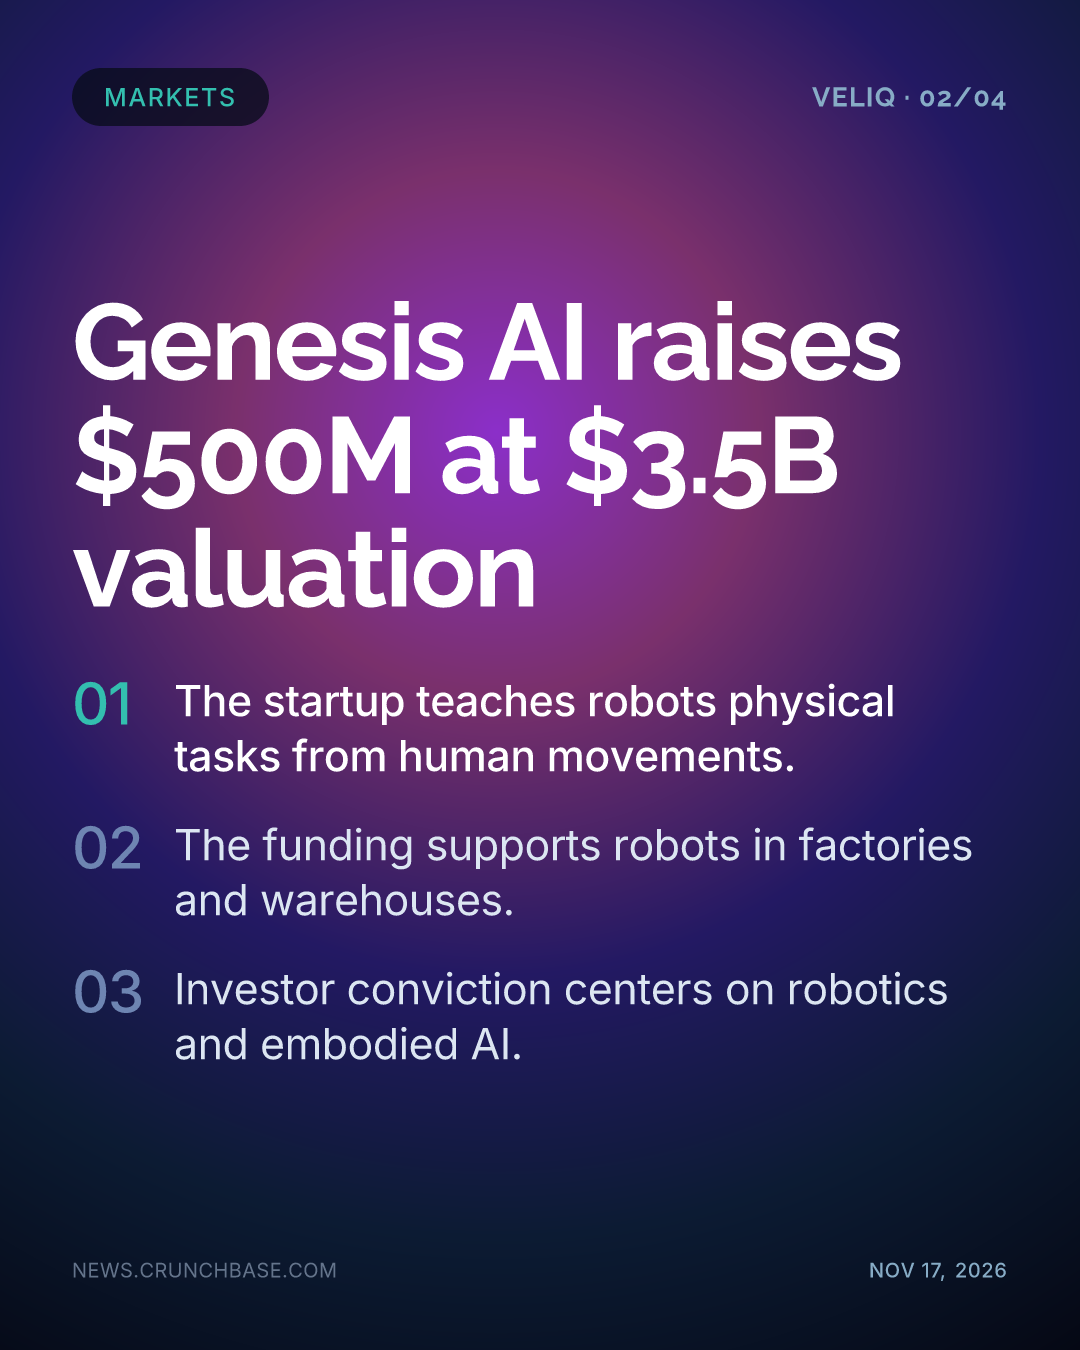 MARKETS
VELIQ · 02/04
Genesis AI raises
$500M at $3.5B
valuation
01 The startup teaches robots physical
tasks from human movements.
02 The funding supports robots in factories
and warehouses.
03 Investor conviction centers on robotics
and embodied AI.
NEWS.CRUNCHBASE.COM
NOV 17, 2026